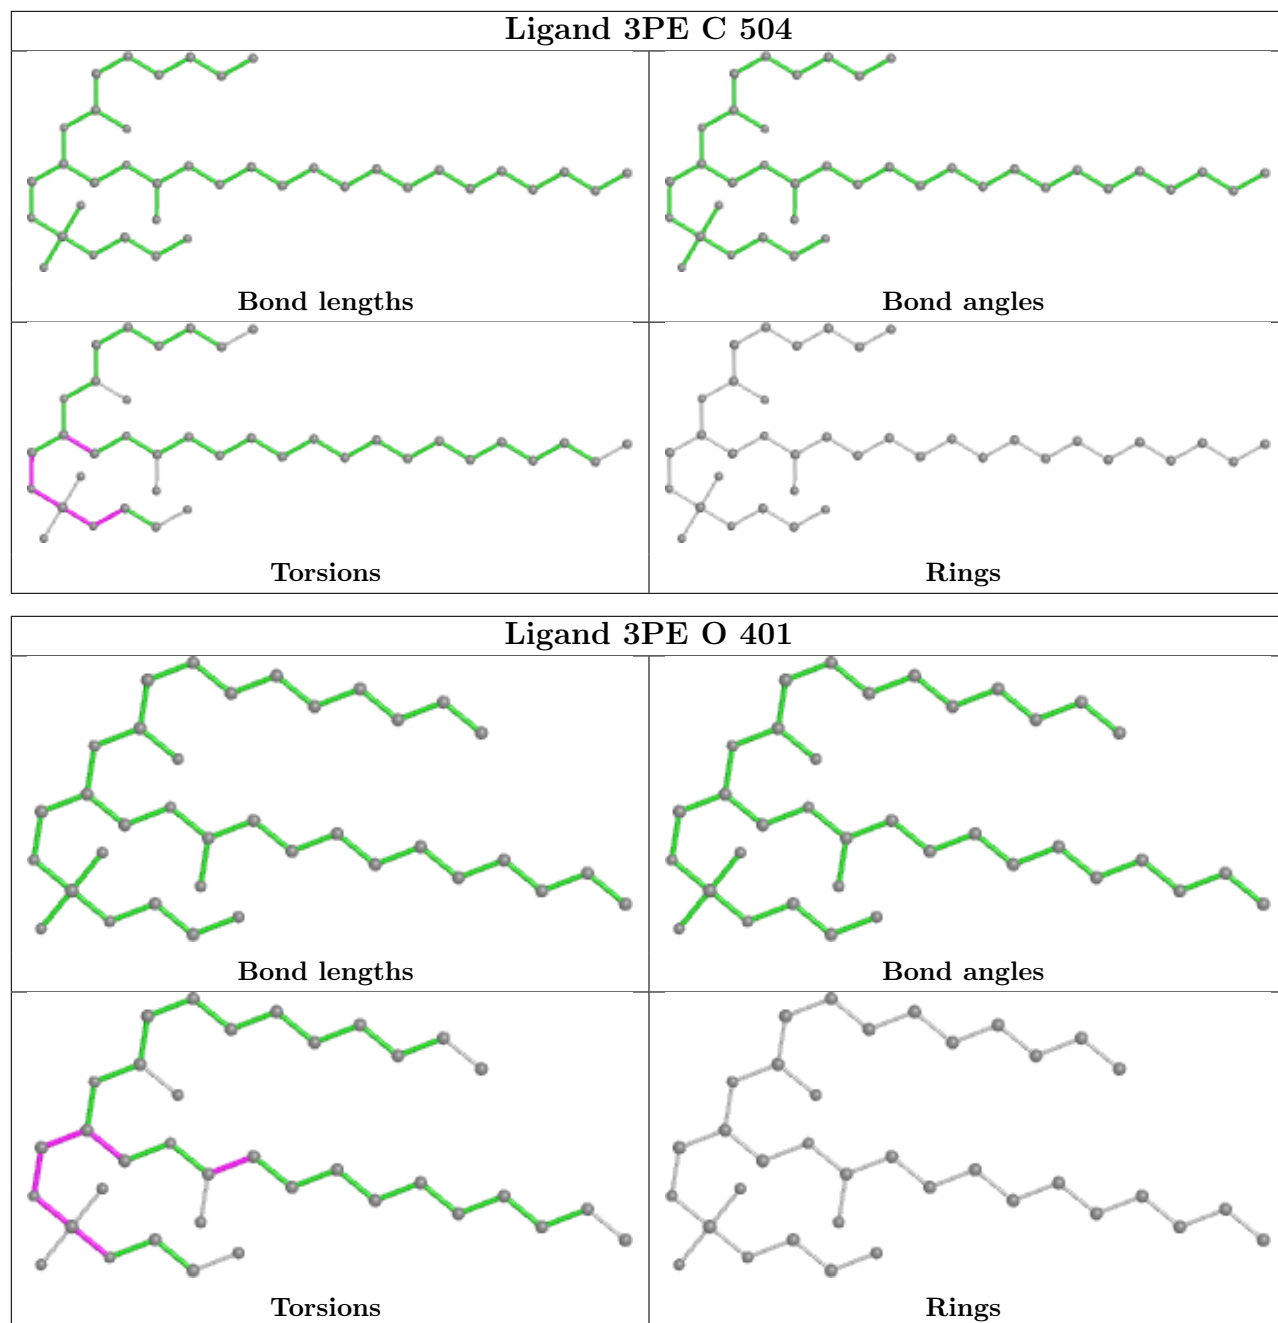 Ligand 3PE C 504
Bond lengths
Bond angles
Torsions
Rings
Ligand 3PE O 401
Bond lengths
Bond angles
Torsions
Rings